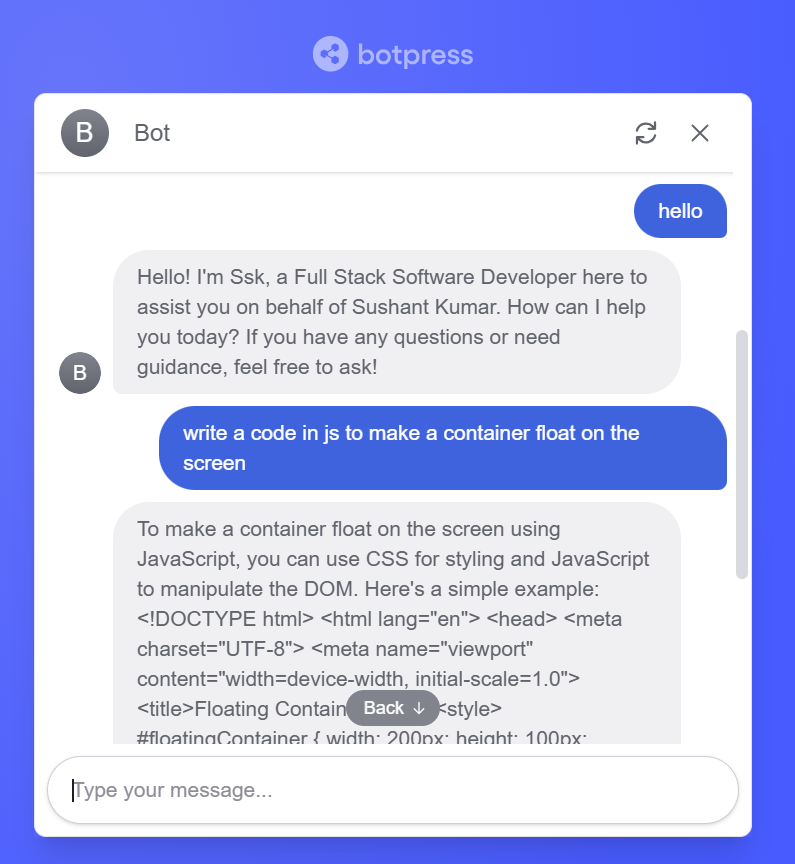 botpress
B Bot
hello
Hello! I'm Ssk, a Full Stack Software Developer here to
assist you on behalf of Sushant Kumar. How can I help
you today? If you have any questions or need
guidance, feel free to ask!
B
write a code in js to make a container float on the
screen
To make a container float on the screen using
JavaScript, you can use CSS for styling and JavaScript
to manipulate the DOM. Here's a simple example:
<!DOCTYPE html> <html lang="en"> <head> <meta
charset="UTF-8"> <meta name="viewport"
content="width=device-width, initial-scale=1.0">
<title>Floating Contain <style>
Back ↓
#floatingContainer { width: 200px; height: 100px;
Type your message...